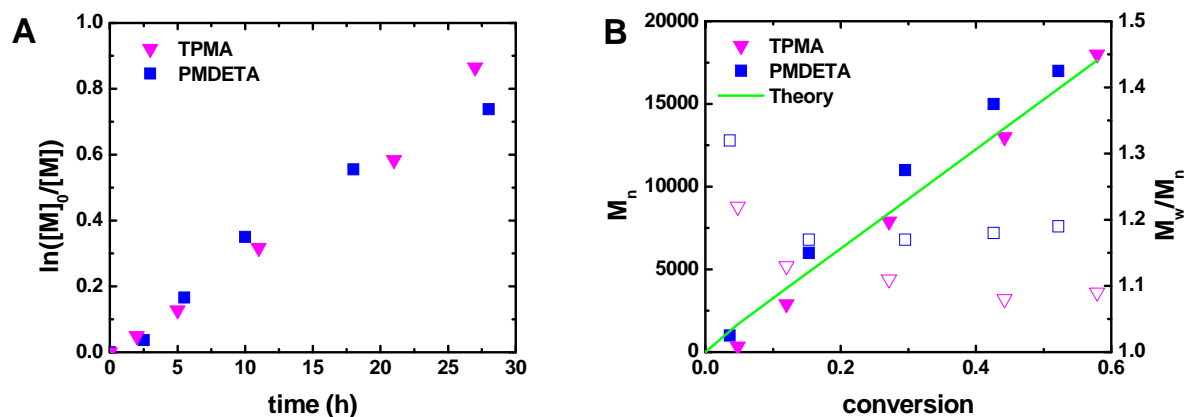 A
1.0
0.8
0.6
0.4
0.2
0.0
ln([M]₀/[M])
TPMA
PMDETA
0 5 10 15 20 25 30
time (h)
B
20000
15000
10000
5000
0
Mₙ
TPMA
PMDETA
Theory
1.5
1.4
1.3
1.2
1.1
1.0
M_w/Mₙ
0.0 0.2 0.4 0.6
conversion